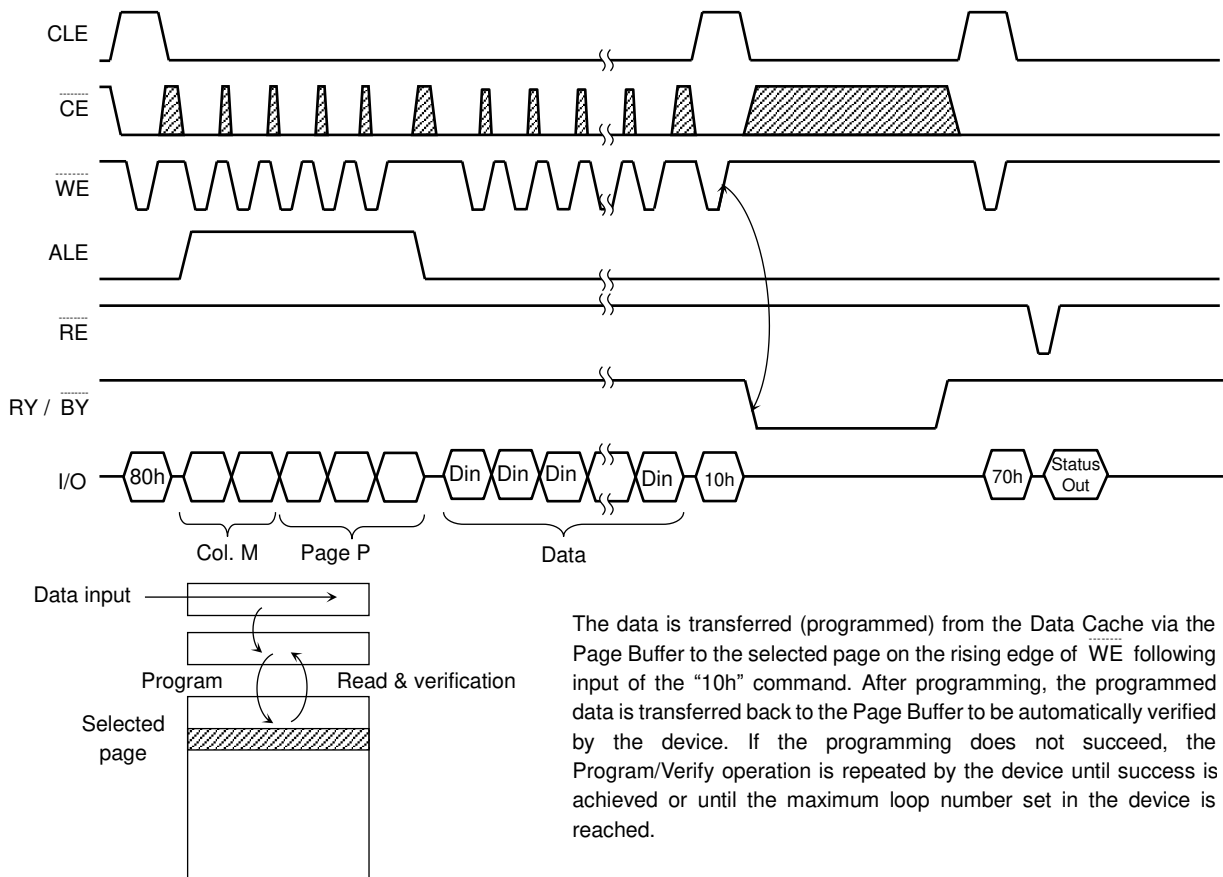 CLE
CE
WE
ALE
RE
RY / BY
I/O
80h
Din
Din
Din
Din
10h
70h
Status
Out
Col. M
Page P
Data
Data input
Program
Read & verification
Selected
page
The data is transferred (programmed) from the Data Cache via the
Page Buffer to the selected page on the rising edge of WE following
input of the “10h” command. After programming, the programmed
data is transferred back to the Page Buffer to be automatically verified
by the device. If the programming does not succeed, the
Program/Verify operation is repeated by the device until success is
achieved or until the maximum loop number set in the device is
reached.